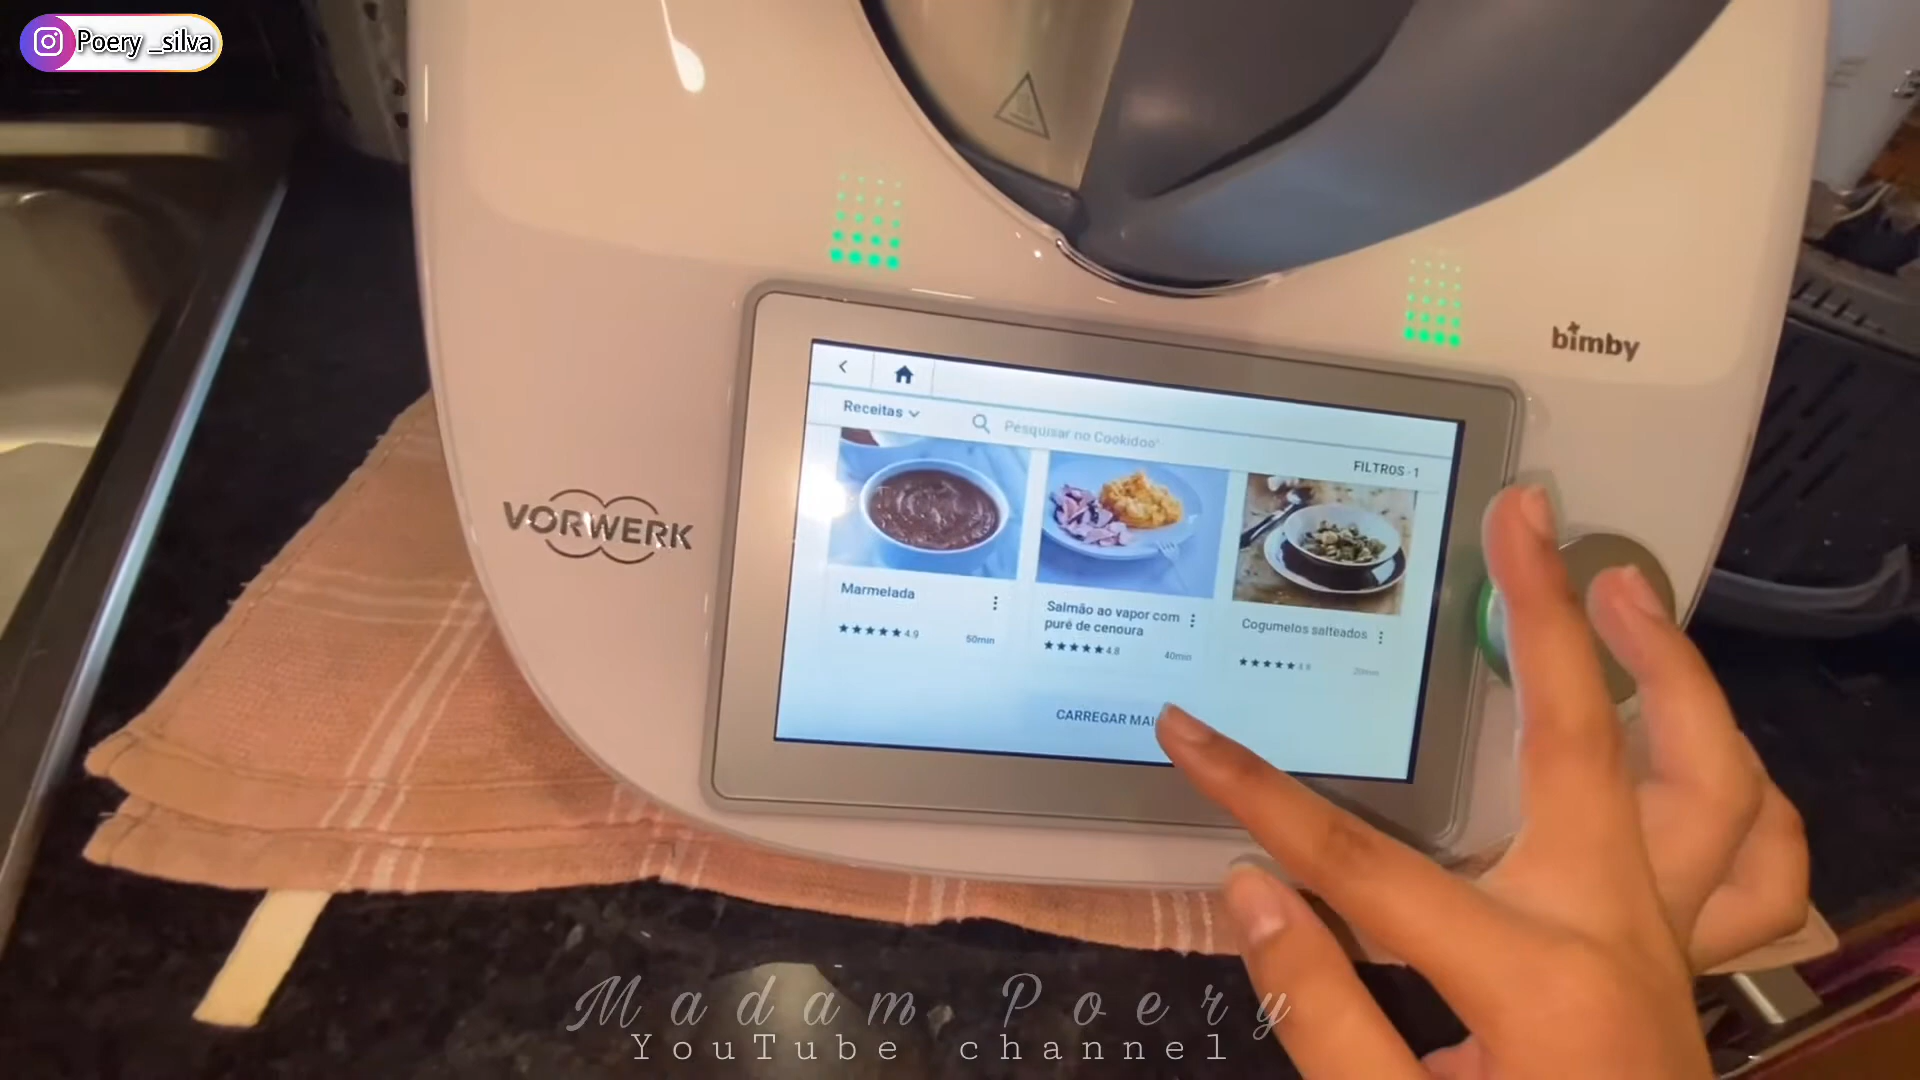 Poery _silva
bimby
VORWERK
Receitas
Pesquisar no Cookidoo®
FILTROS · 1
Marmelada
4.9
50min
Salmão ao vapor com
puré de cenoura
4.8
40min
Cogumelos salteados
20min
CARREGAR MAI
Madam Poery
YouTube channel